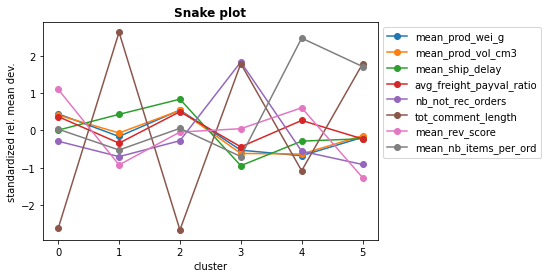 Snake plot
standardized rel. mean dev.
2
1
0
−1
−2
0 1 2 3 4 5
cluster
mean_prod_wei_g
mean_prod_vol_cm3
mean_ship_delay
avg_freight_payval_ratio
nb_not_rec_orders
tot_comment_length
mean_rev_score
mean_nb_items_per_ord